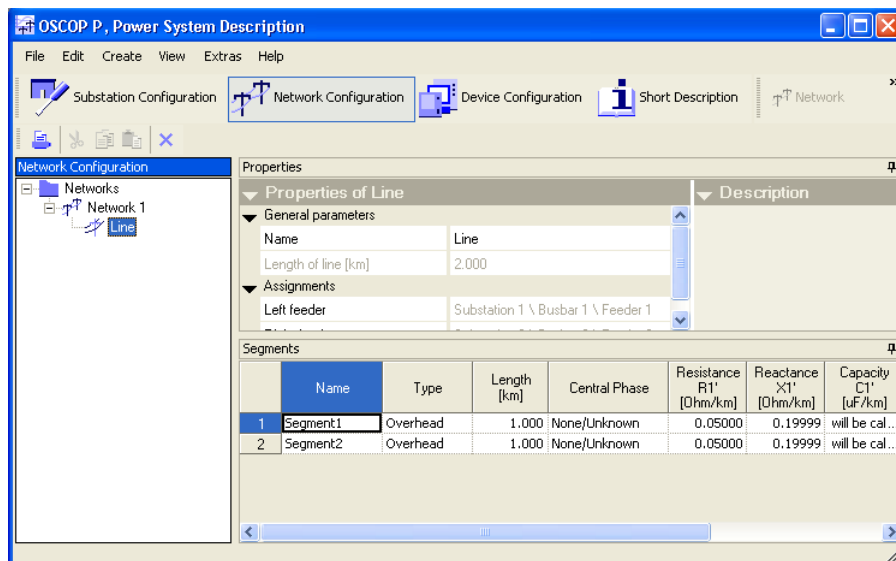 OSCOP P, Power System Description
File Edit Create View Extras Help
Substation Configuration Network Configuration Device Configuration Short Description Network
Network Configuration
Networks
Network 1
Line
Properties
Properties of Line
Description
General parameters
Name Line
Length of line [km] 2.000
Assignments
Left feeder Substation 1 \ Busbar 1 \ Feeder 1
Segments
Name Type Length [km] Central Phase Resistance R1' [Ohm/km] Reactance X1' [Ohm/km] Capacity C1' [uF/km]
1 Segment1 Overhead 1.000 None/Unknown 0.05000 0.19999 will be cal...
2 Segment2 Overhead 1.000 None/Unknown 0.05000 0.19999 will be cal...